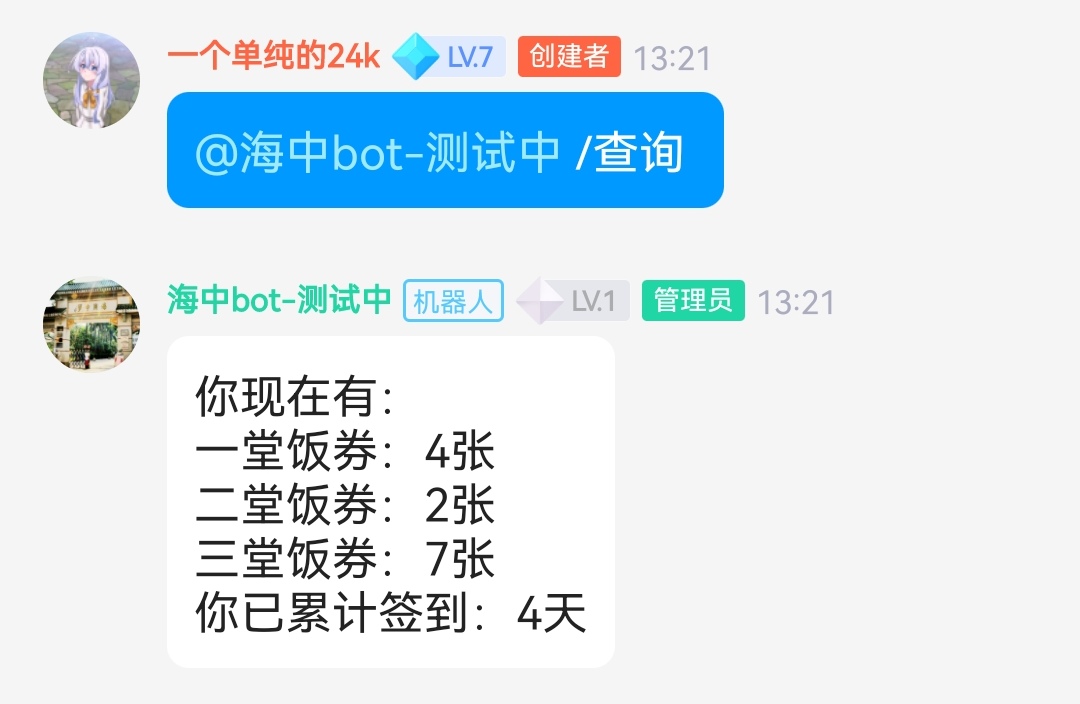 一个单纯的24k LV.7 创建者 13:21
@海中bot-测试中 /查询
海中bot-测试中 机器人 LV.1 管理员 13:21
你现在有：
一堂饭券：4张
二堂饭券：2张
三堂饭券：7张
你已累计签到：4天